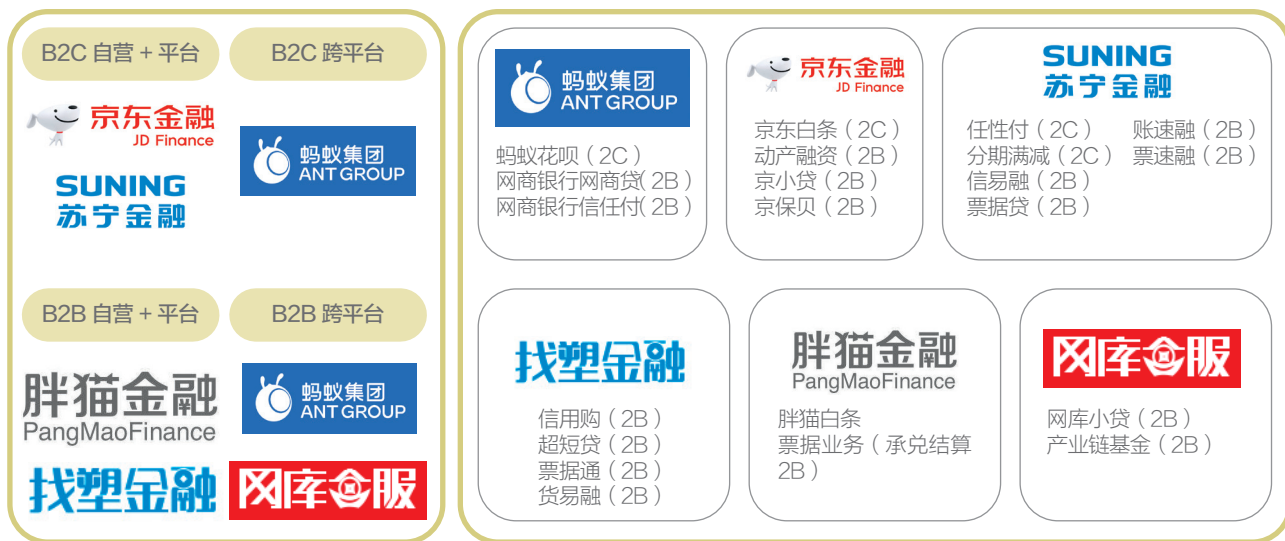 B2C 自营 + 平台
B2C 跨平台
京东金融
JD Finance
SUNING
苏宁金融
蚂蚁集团
ANT GROUP
B2B 自营 + 平台
B2B 跨平台
胖猫金融
PangMaoFinance
找塑金融
蚂蚁集团
ANT GROUP
网库金服
蚂蚁集团
ANT GROUP
蚂蚁花呗（2C）
网商银行网商贷（2B）
网商银行信任付（2B）
京东金融
JD Finance
京东白条（2C）
动产融资（2B）
京小贷（2B）
京保贝（2B）
SUNING
苏宁金融
任性付（2C） 账速融（2B）
分期满减（2C） 票速融（2B）
信易融（2B）
票据贷（2B）
找塑金融
信用购（2B）
超短贷（2B）
票据通（2B）
货易融（2B）
胖猫金融
PangMaoFinance
胖猫白条
票据业务（承兑结算
2B）
网库金服
网库小贷（2B）
产业链基金（2B）